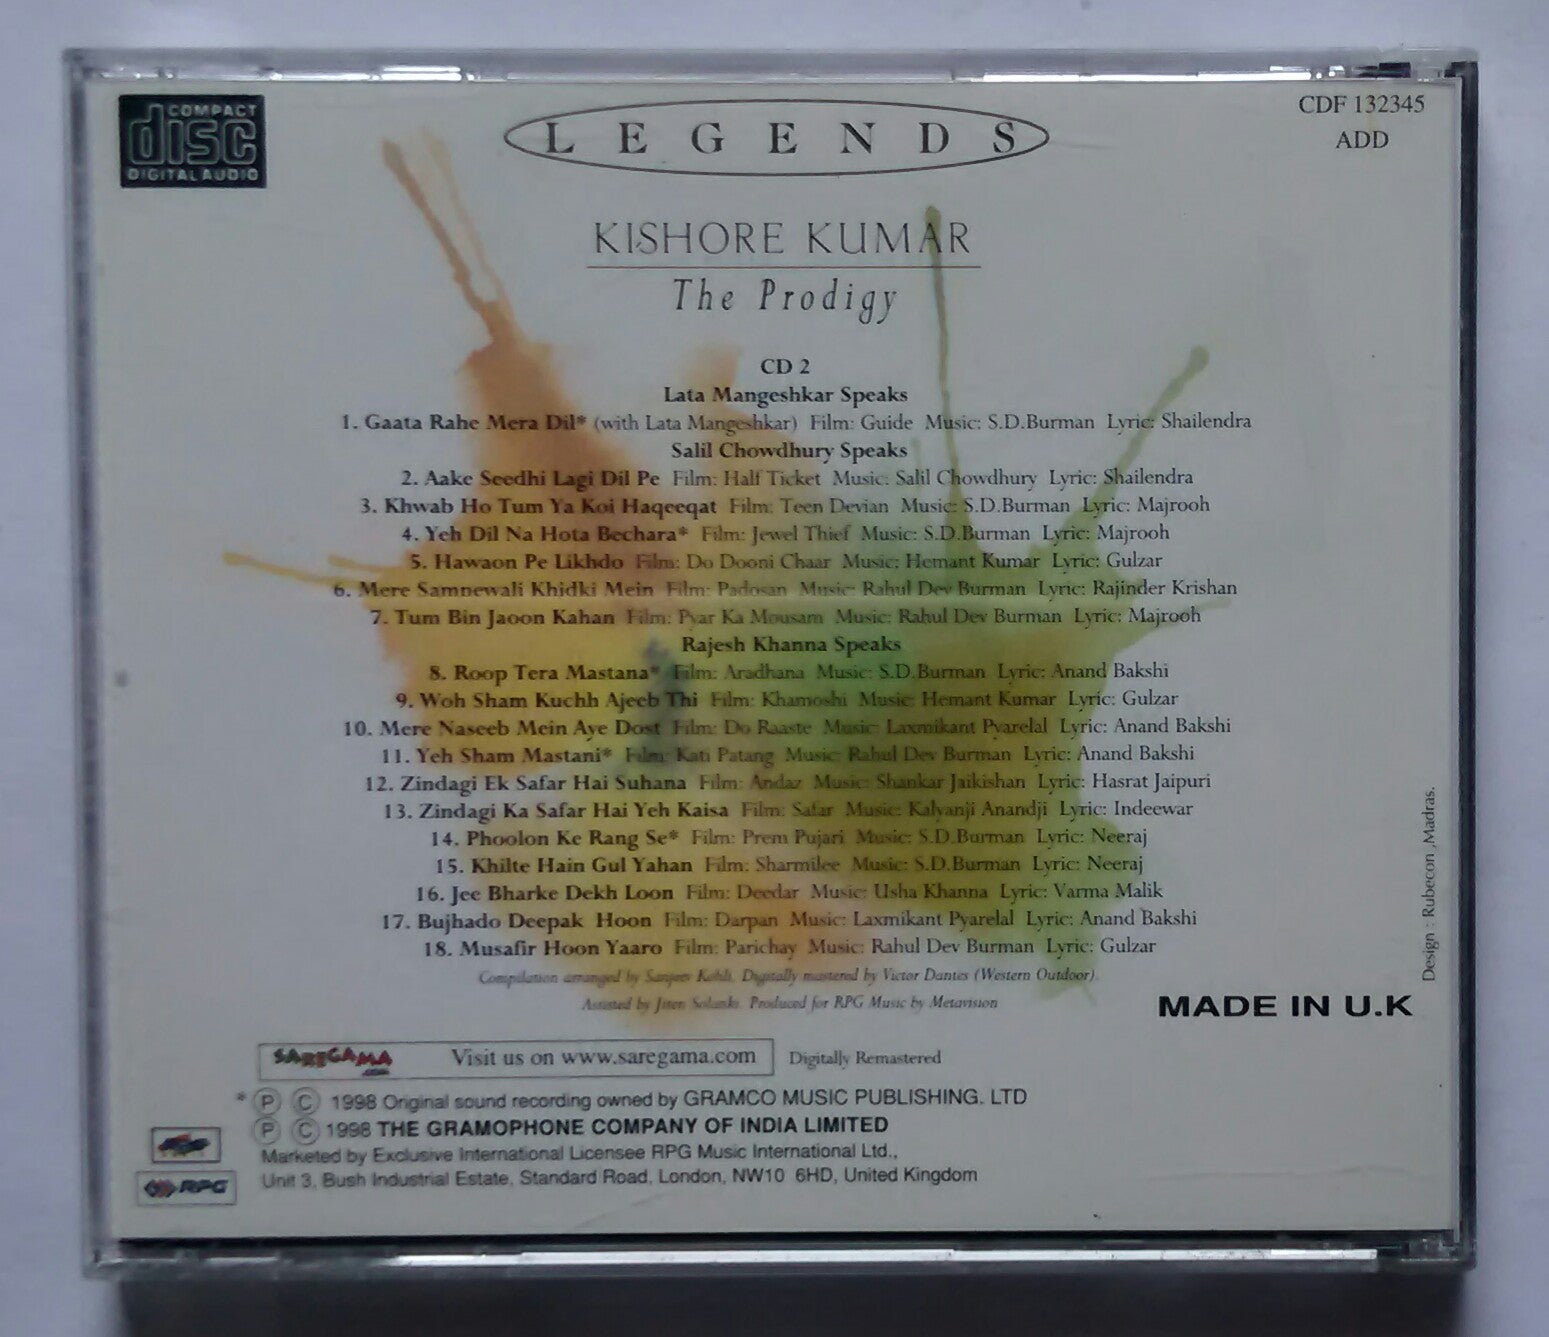 COMPACT
disc
DIGITAL AUDIO
LEGENDS
CDF 132345
ADD
KISHORE KUMAR
The Prodigy
CD 2
Lata Mangeshkar Speaks
1. Gaata Rahe Mera Dil* (with Lata Mangeshkar) Film: Guide Music: S.D.Burman Lyric: Shailendra
Salil Chowdhury Speaks
2. Aake Seedhi Lagi Dil Pe Film: Half Ticket Music: Salil Chowdhury Lyric: Shailendra
3. Khwab Ho Tum Ya Koi Haqeeqat Film: Teen Devian Music: S.D.Burman Lyric: Majrooh
4. Yeh Dil Na Hota Bechara* Film: Jewel Thief Music: S.D.Burman Lyric: Majrooh
5. Hawaon Pe Likhdo Film: Do Dooni Chaar Music: Hemant Kumar Lyric: Gulzar
6. Mere Samnewali Khidki Mein Film: Padosan Music: Rahul Dev Burman Lyric: Rajinder Krishan
7. Tum Bin Jaoon Kahan Film: Pyar Ka Mousam Music: Rahul Dev Burman Lyric: Majrooh
Rajesh Khanna Speaks
8. Roop Tera Mastana* Film: Aradhana Music: S.D.Burman Lyric: Anand Bakshi
9. Woh Sham Kuchh Ajeeb Thi Film: Khamoshi Music: Hemant Kumar Lyric: Gulzar
10. Mere Naseeb Mein Aye Dost Film: Do Raaste Music: Laxmikant Pyarelal Lyric: Anand Bakshi
11. Yeh Sham Mastani* Film: Kati Patang Music: Rahul Dev Burman Lyric: Anand Bakshi
12. Zindagi Ek Safar Hai Suhana Film: Andaz Music: Shankar Jaikishan Lyric: Hasrat Jaipuri
13. Zindagi Ka Safar Hai Yeh Kaisa Film: Safar Music: Kalyanji Anandji Lyric: Indeewar
14. Phoolon Ke Rang Se* Film: Prem Pujari Music: S.D.Burman Lyric: Neeraj
15. Khilte Hain Gul Yahan Film: Sharmilee Music: S.D.Burman Lyric: Neeraj
16. Jee Bharke Dekh Loon Film: Deedar Music: Usha Khanna Lyric: Varma Malik
17. Bujhado Deepak Hoon Film: Darpan Music: Laxmikant Pyarelal Lyric: Anand Bakshi
18. Musafir Hoon Yaaro Film: Parichay Music: Rahul Dev Burman Lyric: Gulzar
Compilation arranged by Sanjeev Kohli, Digitally mastered by Victor Dantes (Western Outdoor).
Assisted by Jiten Solanki. Produced for RPG Music by Metavision
Design : Rubecon ,Madras.
MADE IN U.K
SAREGAMA
.com
Visit us on www.saregama.com
Digitally Remastered
* P C 1998 Original sound recording owned by GRAMCO MUSIC PUBLISHING. LTD
P C 1998 THE GRAMOPHONE COMPANY OF INDIA LIMITED
Marketed by Exclusive International Licensee RPG Music International Ltd.,
Unit 3, Bush Industrial Estate, Standard Road, London, NW10 6HD, United Kingdom
RPG